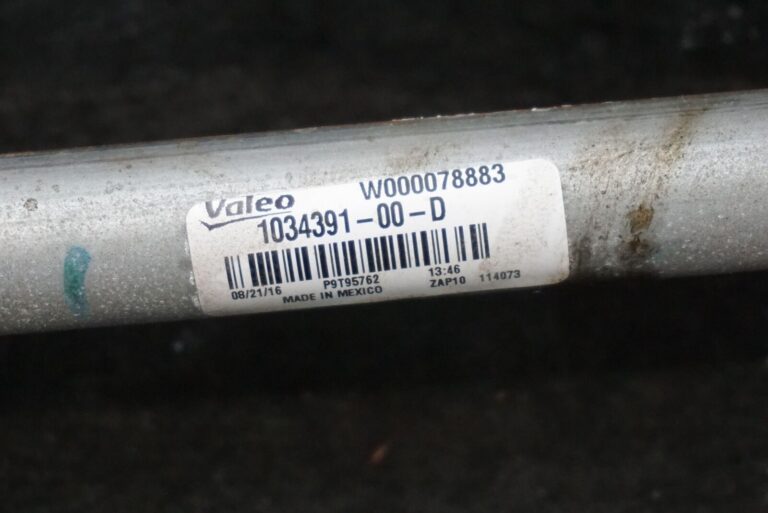 Valeo W000078883
1034391-00-D
08/21/16 P9T95762 13:46
MADE IN MEXICO ZAP10 114073